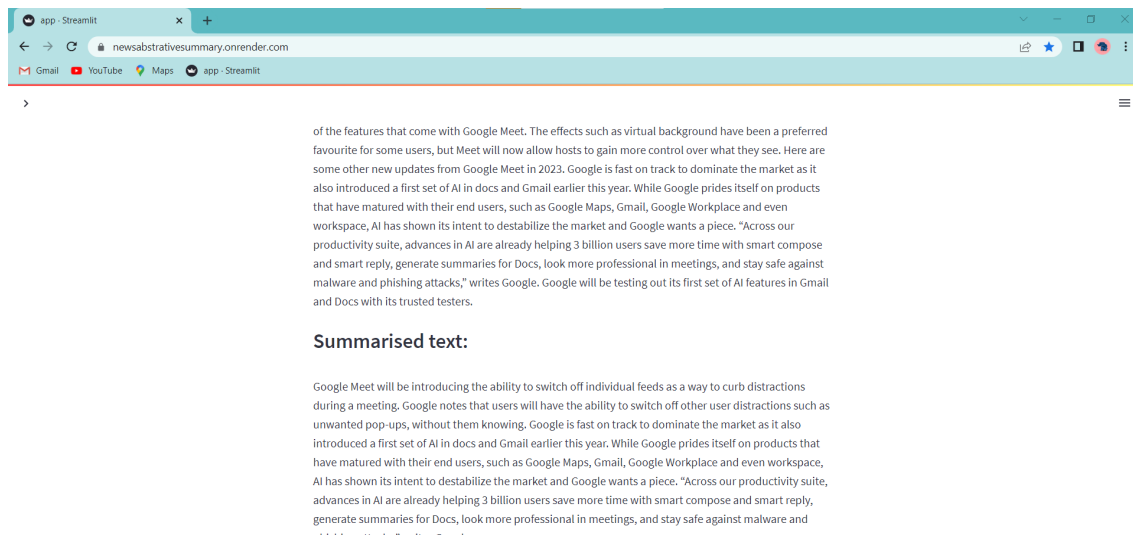 app · Streamlit
newsabstrativesummary.onrender.com
Gmail YouTube Maps app · Streamlit
of the features that come with Google Meet. The effects such as virtual background have been a preferred
favourite for some users, but Meet will now allow hosts to gain more control over what they see. Here are
some other new updates from Google Meet in 2023. Google is fast on track to dominate the market as it
also introduced a first set of AI in docs and Gmail earlier this year. While Google prides itself on products
that have matured with their end users, such as Google Maps, Gmail, Google Workplace and even
workspace, AI has shown its intent to destabilize the market and Google wants a piece. “Across our
productivity suite, advances in AI are already helping 3 billion users save more time with smart compose
and smart reply, generate summaries for Docs, look more professional in meetings, and stay safe against
malware and phishing attacks,” writes Google. Google will be testing out its first set of AI features in Gmail
and Docs with its trusted testers.
Summarised text:
Google Meet will be introducing the ability to switch off individual feeds as a way to curb distractions
during a meeting. Google notes that users will have the ability to switch off other user distractions such as
unwanted pop-ups, without them knowing. Google is fast on track to dominate the market as it also
introduced a first set of AI in docs and Gmail earlier this year. While Google prides itself on products that
have matured with their end users, such as Google Maps, Gmail, Google Workplace and even workspace,
AI has shown its intent to destabilize the market and Google wants a piece. “Across our productivity suite,
advances in AI are already helping 3 billion users save more time with smart compose and smart reply,
generate summaries for Docs, look more professional in meetings, and stay safe against malware and